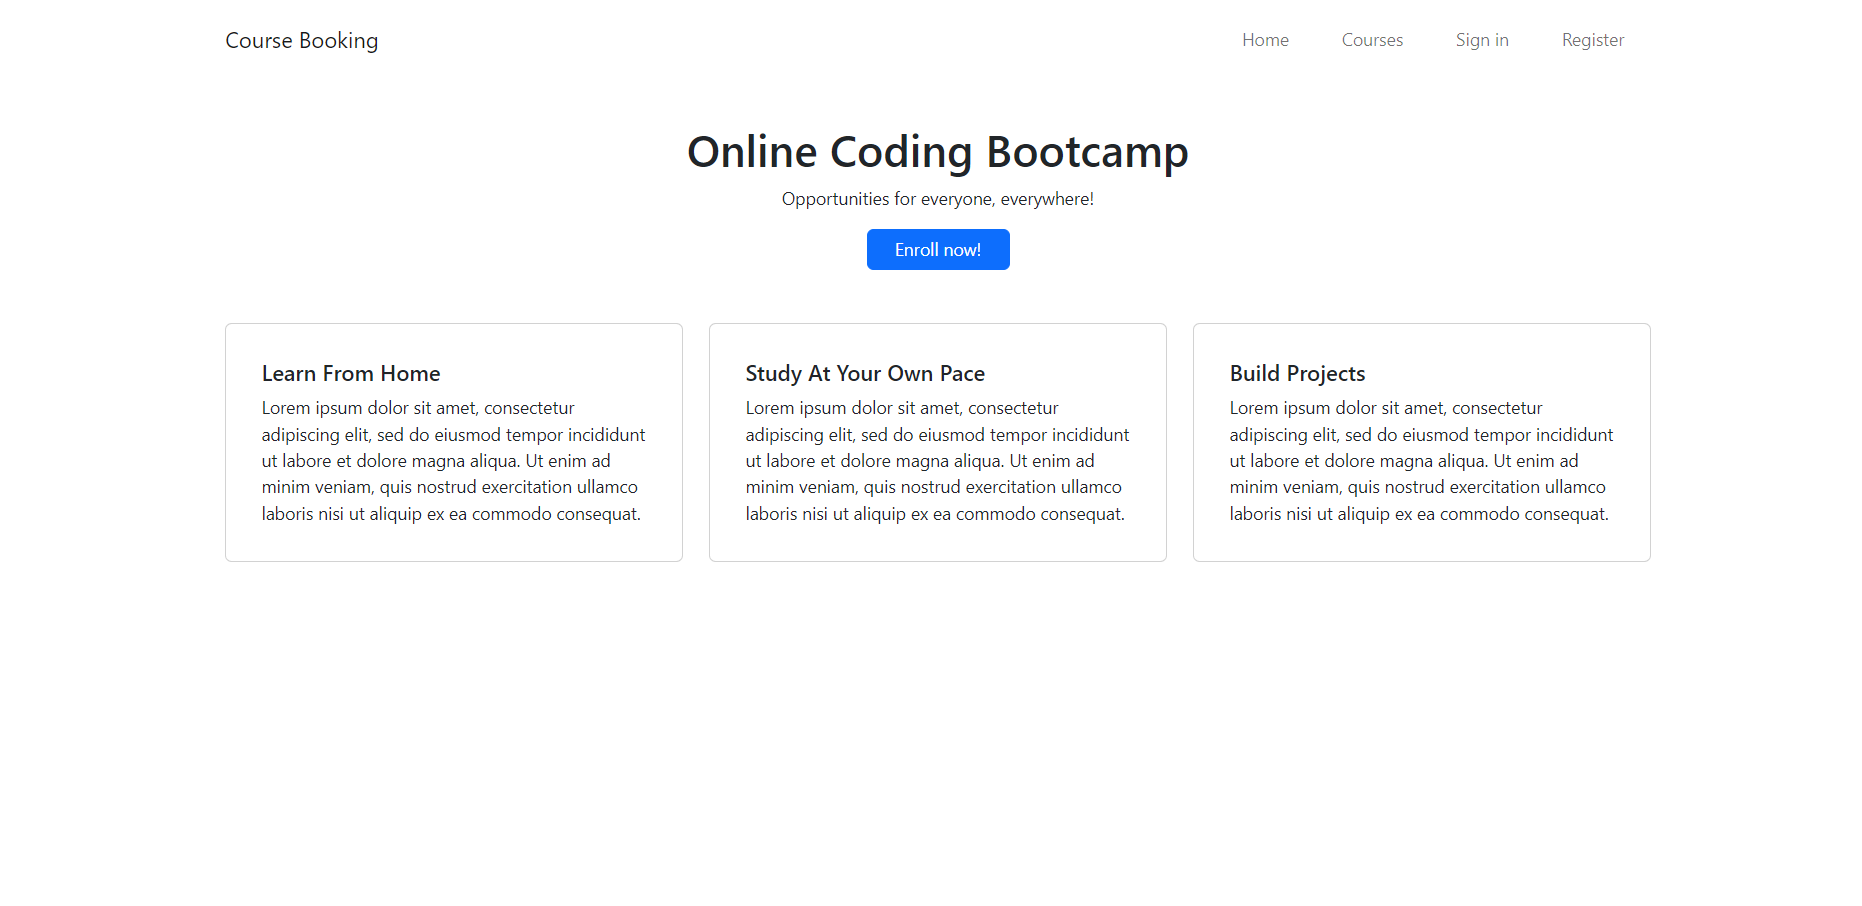 Course Booking
Home Courses Sign in Register
Online Coding Bootcamp
Opportunities for everyone, everywhere!
Enroll now!
Learn From Home
Lorem ipsum dolor sit amet, consectetur
adipiscing elit, sed do eiusmod tempor incididunt
ut labore et dolore magna aliqua. Ut enim ad
minim veniam, quis nostrud exercitation ullamco
laboris nisi ut aliquip ex ea commodo consequat.
Study At Your Own Pace
Lorem ipsum dolor sit amet, consectetur
adipiscing elit, sed do eiusmod tempor incididunt
ut labore et dolore magna aliqua. Ut enim ad
minim veniam, quis nostrud exercitation ullamco
laboris nisi ut aliquip ex ea commodo consequat.
Build Projects
Lorem ipsum dolor sit amet, consectetur
adipiscing elit, sed do eiusmod tempor incididunt
ut labore et dolore magna aliqua. Ut enim ad
minim veniam, quis nostrud exercitation ullamco
laboris nisi ut aliquip ex ea commodo consequat.